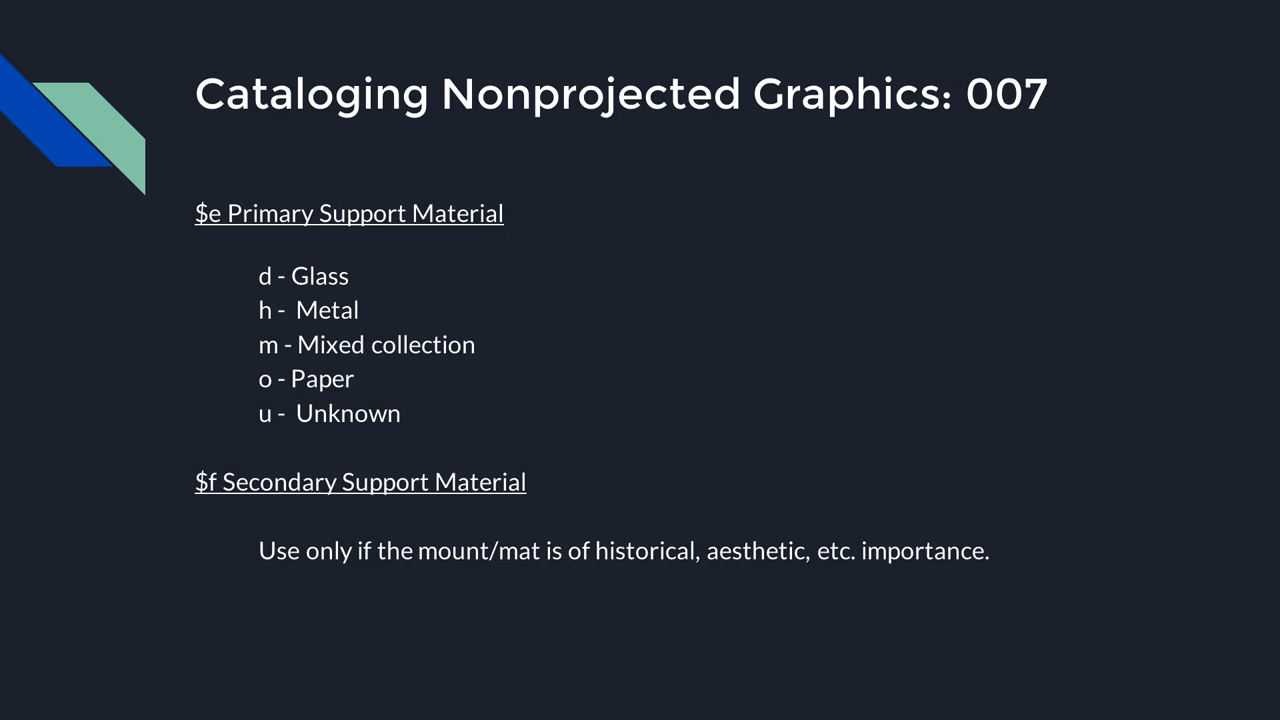 Cataloging Nonprojected Graphics: 007
$e Primary Support Material
d - Glass
h - Metal
m - Mixed collection
o - Paper
u - Unknown
$f Secondary Support Material
Use only if the mount/mat is of historical, aesthetic, etc. importance.